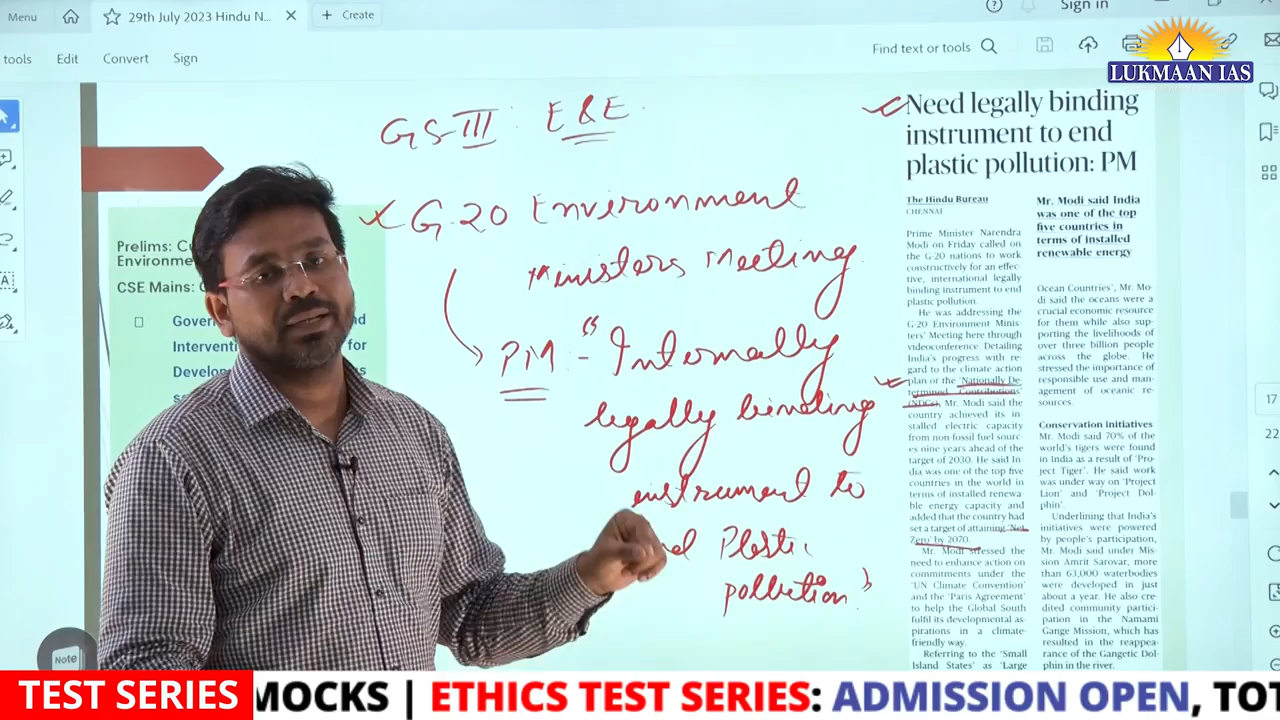 Menu
29th July 2023 Hindu N...
Create
Sign in
tools
Edit
Convert
Sign
Find text or tools
LUKMAAN IAS
GS-III : E&E
G-20 Environment
Ministers Meeting
PM :- "Internally
legally binding
instrument to
Plastic
pollution"
Prelims: Cu
Environme
CSE Mains: G
Gover
nd
Interventi
for
Develo
gs
Need legally binding
instrument to end
plastic pollution: PM
The Hindu Bureau
CHENNAI
Prime Minister Narendra
Modi on Friday called on
the G-20 nations to work
constructively for an effec-
tive, international legally
binding instrument to end
plastic pollution.
He was addressing the
G-20 Environment Minis-
ters' Meeting here through
videoconference. Detailing
India's progress with re-
gard to the climate action
plan or the 'Nationally De-
termined Contributions'
(NDCs), Mr. Modi said the
country achieved its in-
stalled electric capacity
from non-fossil fuel sourc-
es nine years ahead of the
target of 2030. He said In-
dia was one of the top five
countries in the world in
terms of installed renewa-
ble energy capacity and
added that the country had
set a target of attaining 'Net
Zero' by 2070.
Mr. Modi stressed the
need to enhance action on
commitments under the
'UN Climate Convention'
and the 'Paris Agreement'
to help the Global South
fulfil its developmental as-
pirations in a climate-
friendly way.
Referring to the 'Small
Island States' as 'Large
Mr. Modi said India
was one of the top
five countries in
terms of installed
renewable energy
Ocean Countries', Mr. Mo-
di said the oceans were a
crucial economic resource
for them while also sup-
porting the livelihoods of
over three billion people
across the globe. He
stressed the importance of
responsible use and man-
agement of oceanic re-
sources.
Conservation initiatives
Mr. Modi said 70% of the
world's tigers were found
in India as a result of 'Pro-
ject Tiger'. He said work
was under way on 'Project
Lion' and 'Project Dol-
phin'.
Underlining that India's
initiatives were powered
by people's participation,
Mr. Modi said under Mis-
sion Amrit Sarovar, more
than 63,000 waterbodies
were developed in just
about a year. He also cre-
dited community partici-
pation in the Namami
Gange Mission, which has
resulted in the reappea-
rance of the Gangetic Dol-
phin in the river.
17
22
Note
TEST SERIES
MOCKS | ETHICS TEST SERIES: ADMISSION OPEN, TOT